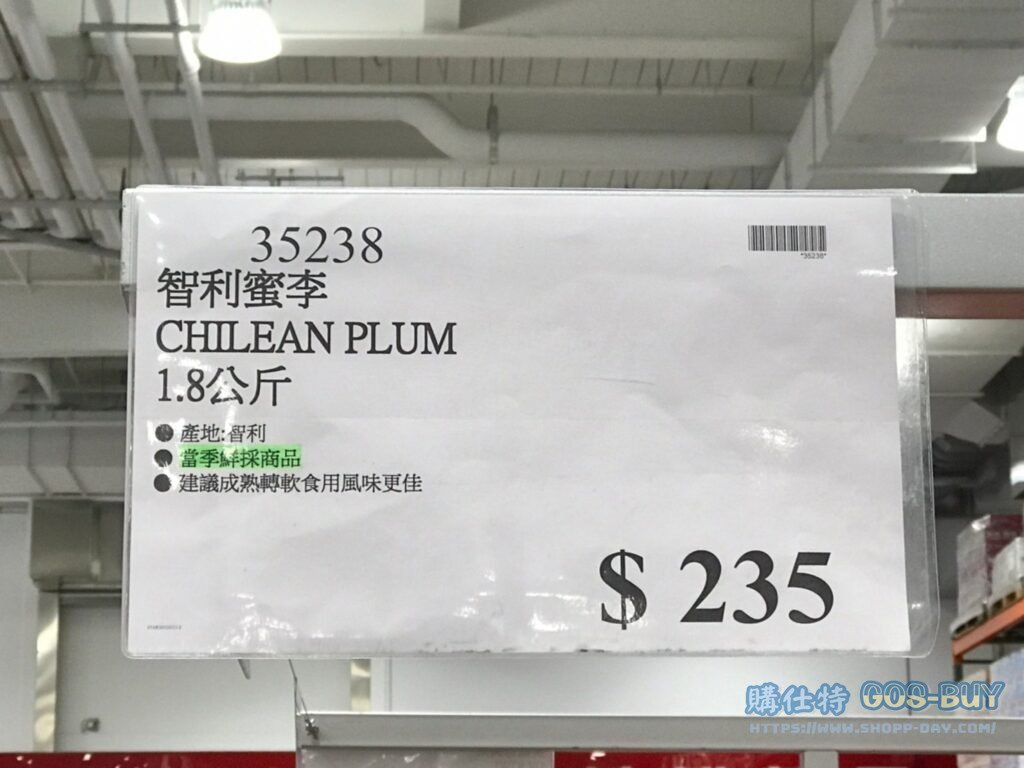 35238
智利蜜李
CHILEAN PLUM
1.8公斤
● 產地:智利
● 當季鮮採商品
● 建議成熟轉軟食用風味更佳
$ 235
*35238*
購仕特 GOS-BUY
HTTPS://WWW.SHOPP-DAY.COM/